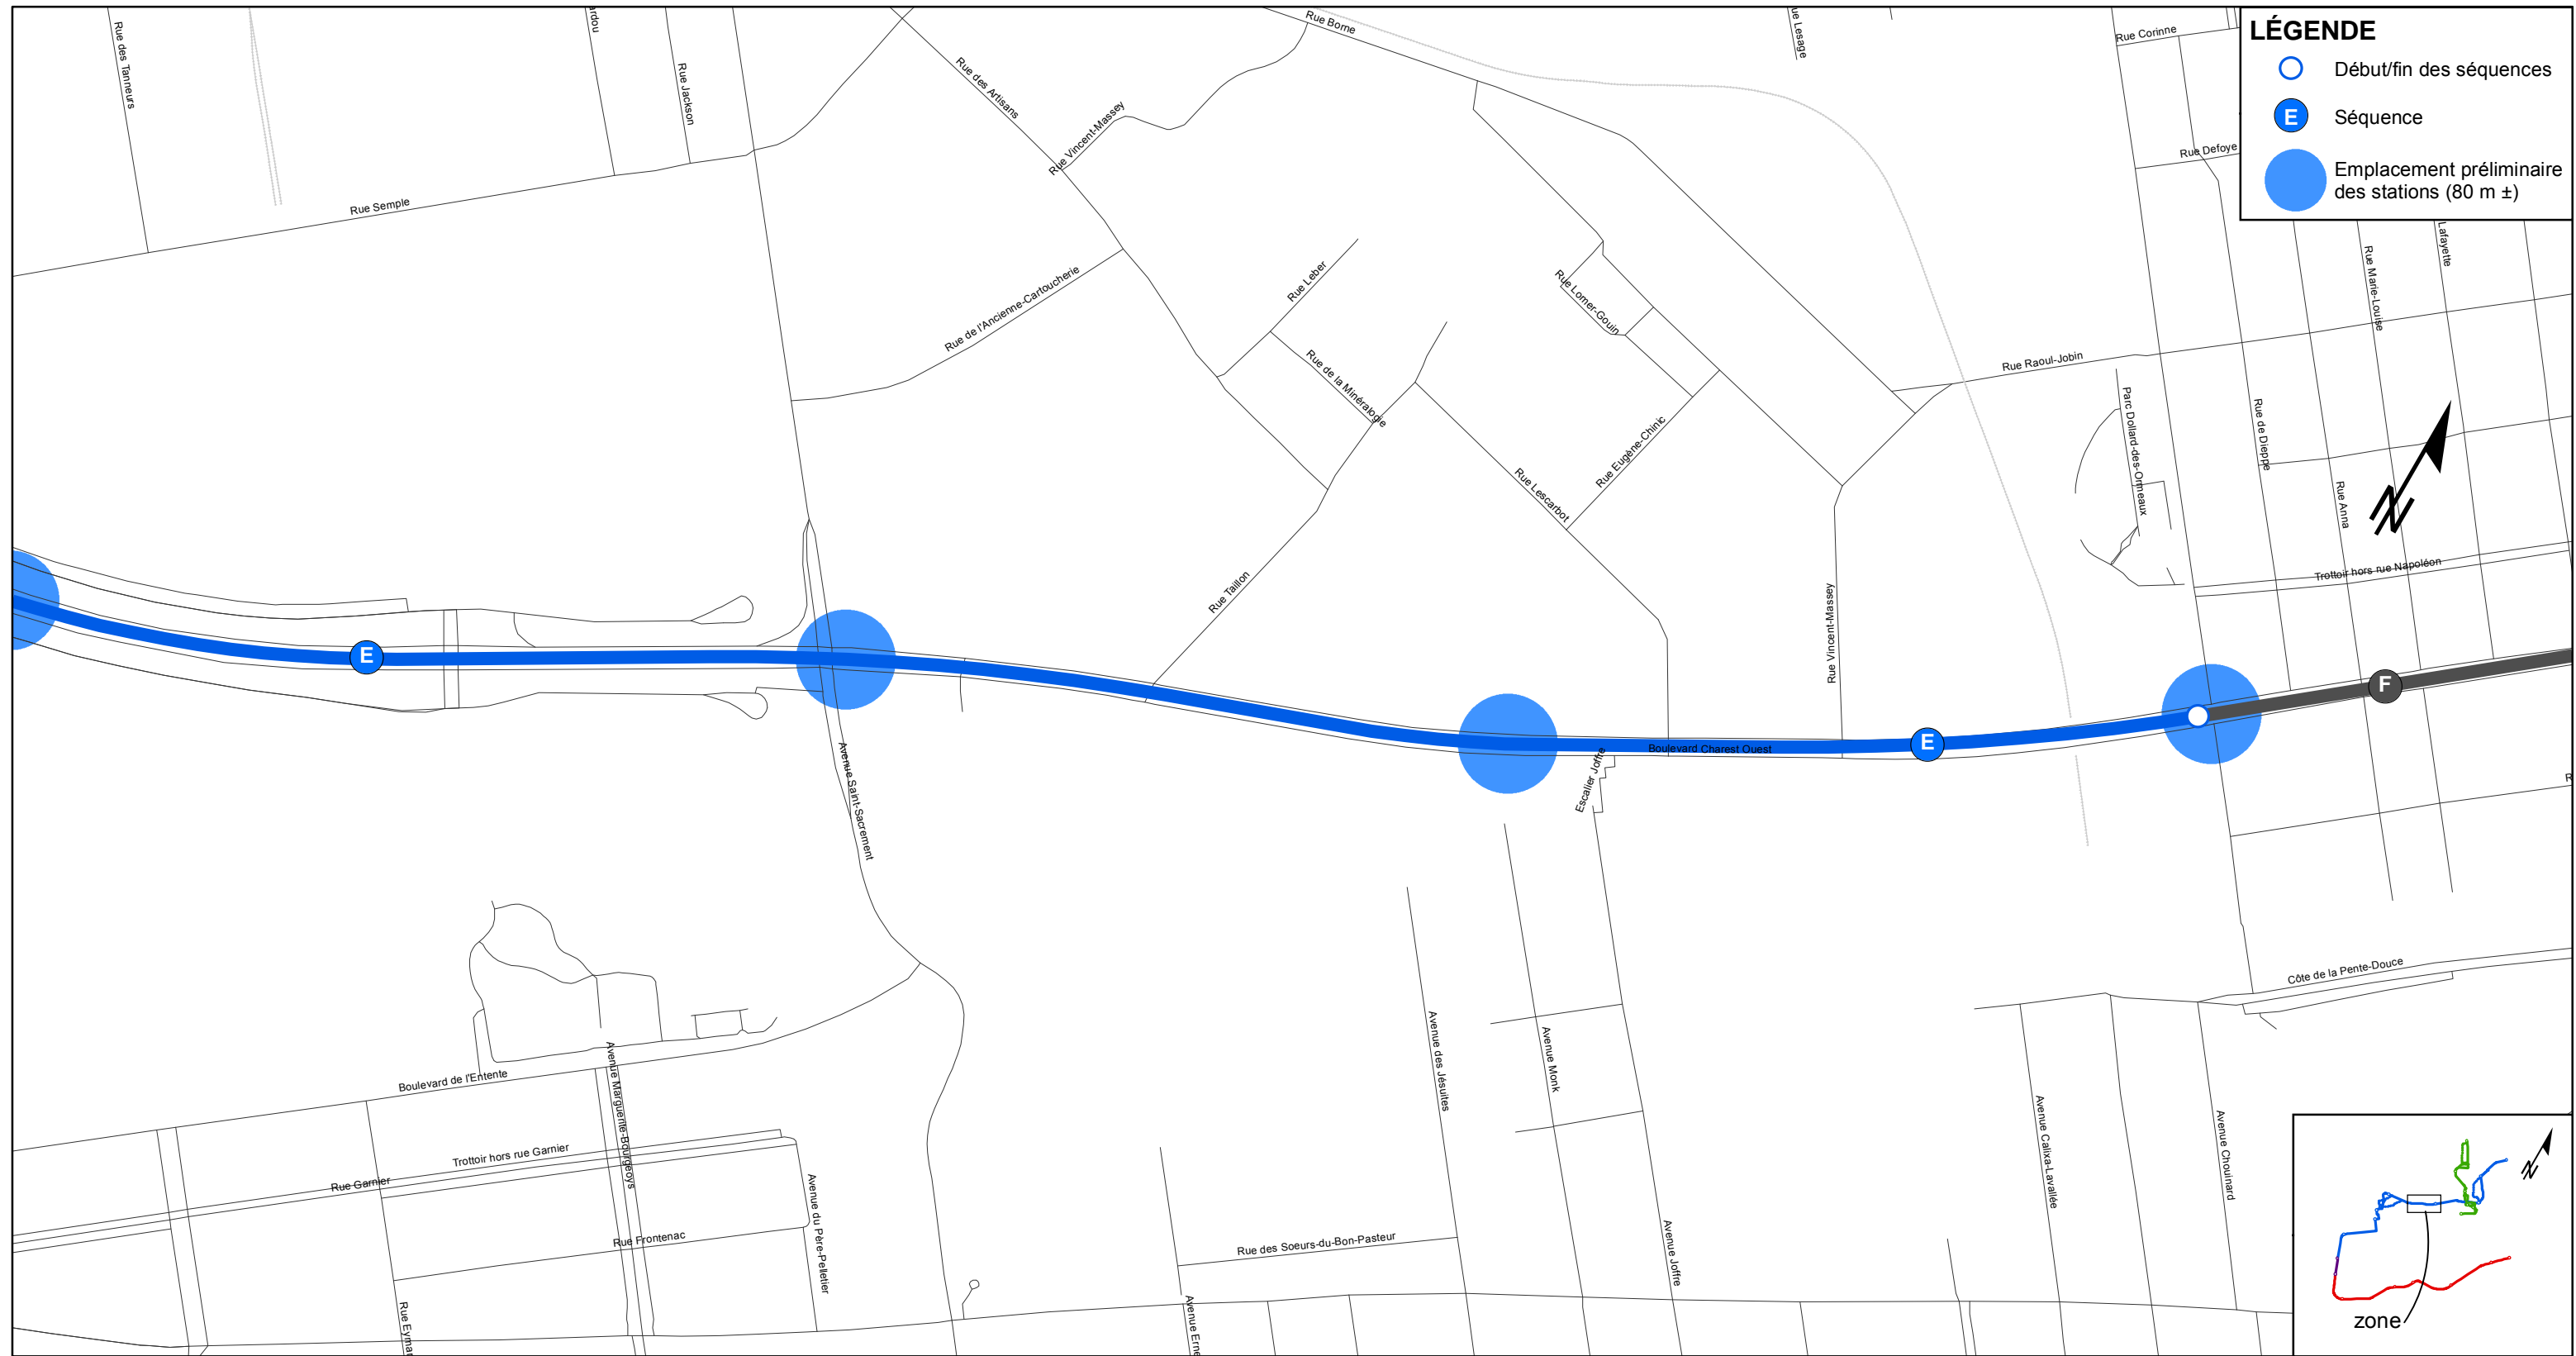 LÉGENDE
Début/fin des séquences
E
Séquence
Emplacement préliminaire
des stations (80 m ±)
Rue des Tanneurs
Rue Jackson
Rue des Artisans
Rue Borne
Rue Corinne
Rue Vincent-Massey
Rue Defoye
Rue Semple
Lafayette
Rue Marie-Louise
Rue de l'Ancienne-Cartoucherie
Rue Leber
Rue Lomer-Gouin
Rue de la Minéralogie
Rue Raoul-Jobin
Parc Dollard-des-Ormeaux
Rue de Dieppe
Rue Eugène-Chinic
Rue Lescarbot
Rue Anna
N
Rue Taillon
Rue Vincent-Massey
Trottoir hors rue Napoléon
E
F
E
Boulevard Charest Ouest
Avenue Saint-Sacrement
Escalier Joffre
Côte de la Pente-Douce
Avenue des Jésuites
Avenue Monk
Boulevard de l'Entente
Avenue Marguerite-Bourgeoys
Avenue Calixa-Lavallée
Avenue Chouinard
Trottoir hors rue Garnier
Rue Garnier
Avenue du Père-Pelletier
Rue Frontenac
Rue des Soeurs-du-Bon-Pasteur
Avenue Joffre
N
zone